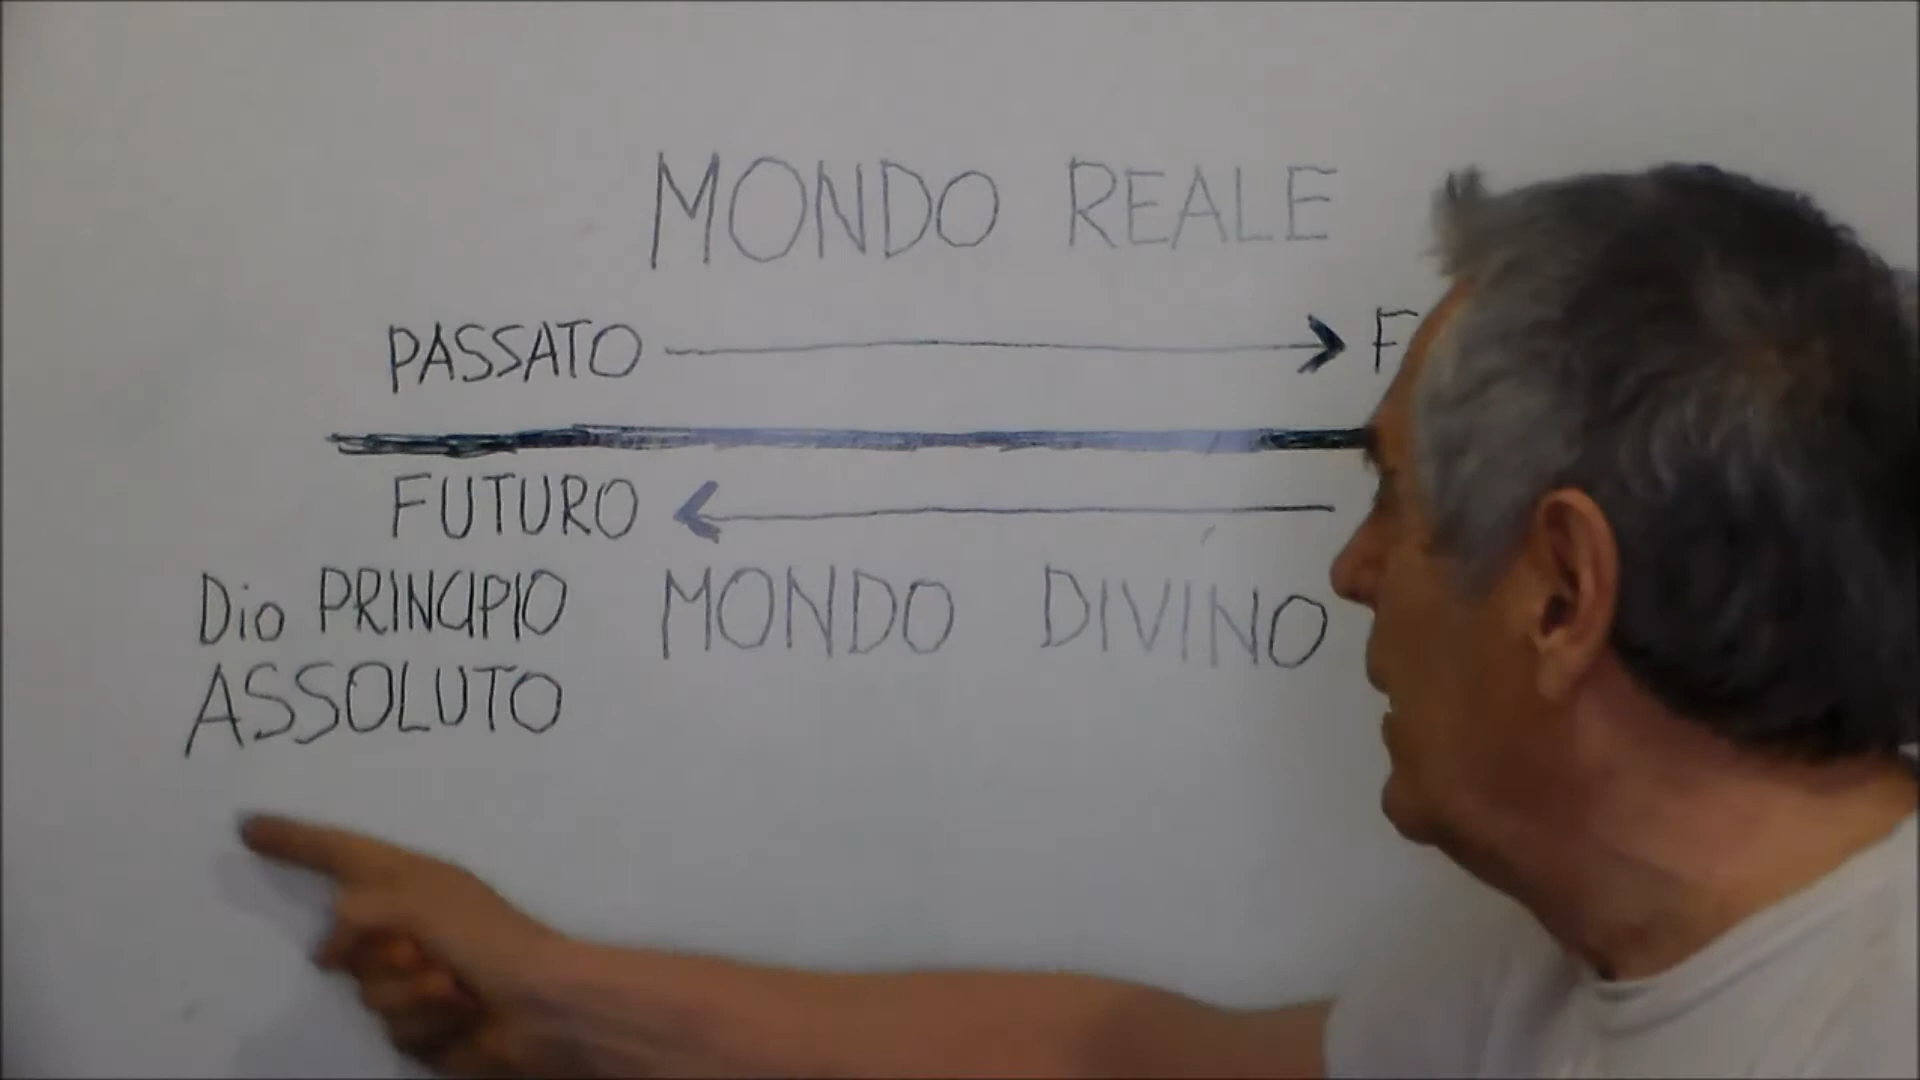 MONDO REALE
PASSATO F
FUTURO
Dio PRINCIPIO
ASSOLUTO
MONDO DIVINO